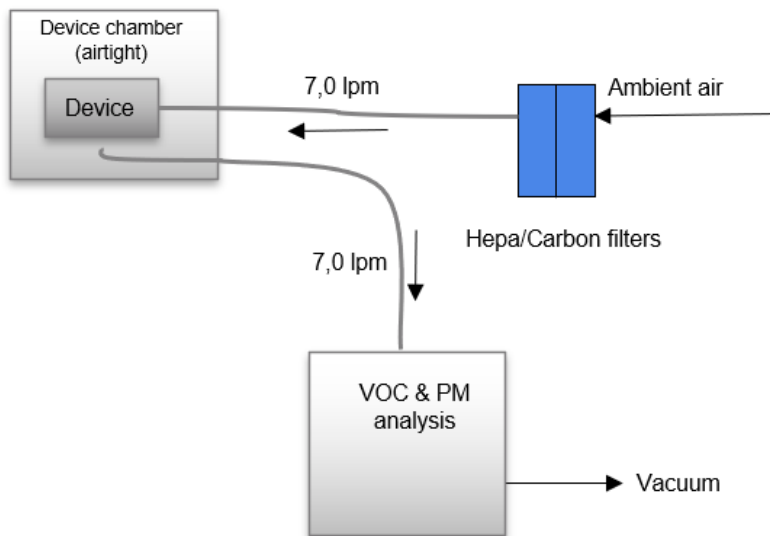 Device chamber
(airtight)
Device
7,0 lpm
Ambient air
Hepa/Carbon filters
7,0 lpm
VOC & PM
analysis
Vacuum